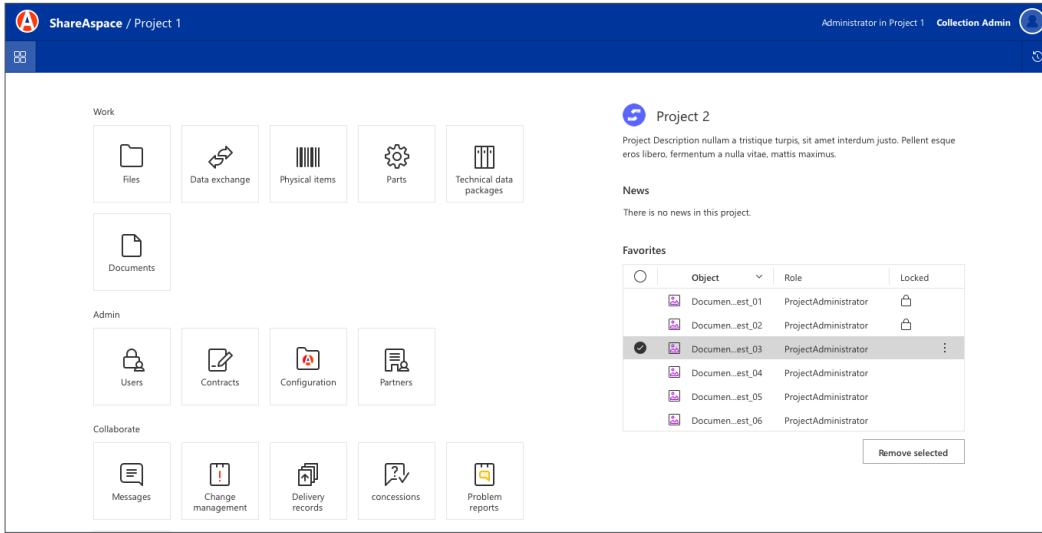 ShareAspace / Project 1
Administrator in Project 1 Collection Admin
Work
Files
Data exchange
Physical items
Parts
Technical data
packages
Documents
Admin
Users
Contracts
Configuration
Partners
Collaborate
Messages
Change
management
Delivery
records
concessions
Problem
reports
Project 2
Project Description nullam a tristique turpis, sit amet interdum justo. Pellent esque
eros libero, fermentum a nulla vitae, mattis maximus.
News
There is no news in this project.
Favorites
Object Role Locked
Documen...est_01 ProjectAdministrator
Documen...est_02 ProjectAdministrator
Documen...est_03 ProjectAdministrator
Documen...est_04 ProjectAdministrator
Documen...est_05 ProjectAdministrator
Documen...est_06 ProjectAdministrator
Remove selected